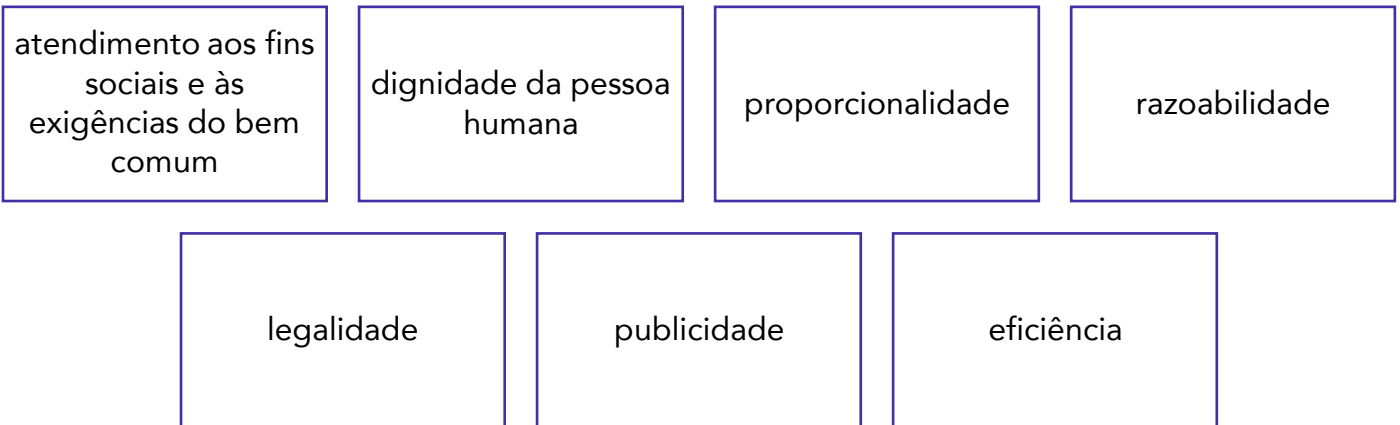 atendimento aos fins
sociais e às
exigências do bem
comum
dignidade da pessoa
humana
proporcionalidade
razoabilidade
legalidade
publicidade
eficiência